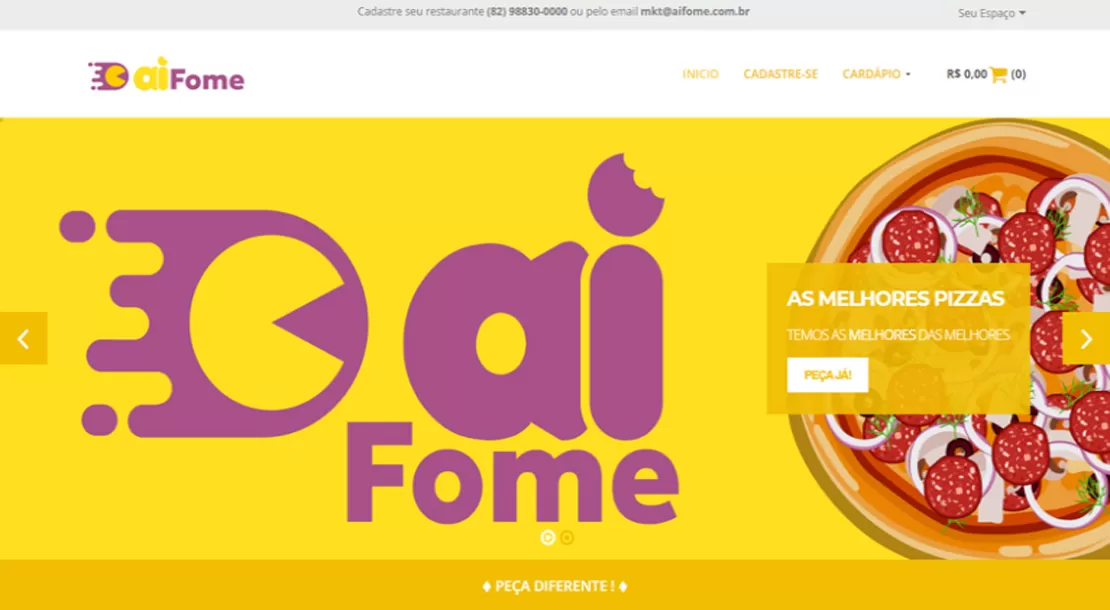 Cadastre seu restaurante (82) 98830-0000 ou pelo email mkt@aifome.com.br
Seu Espaço
aiFome
INICIO
CADASTRE-SE
CARDÁPIO
R$ 0,00 (0)
ai
Fome
AS MELHORES PIZZAS
TEMOS AS MELHORES DAS MELHORES
PEÇA JÁ!
♦ PEÇA DIFERENTE ! ♦